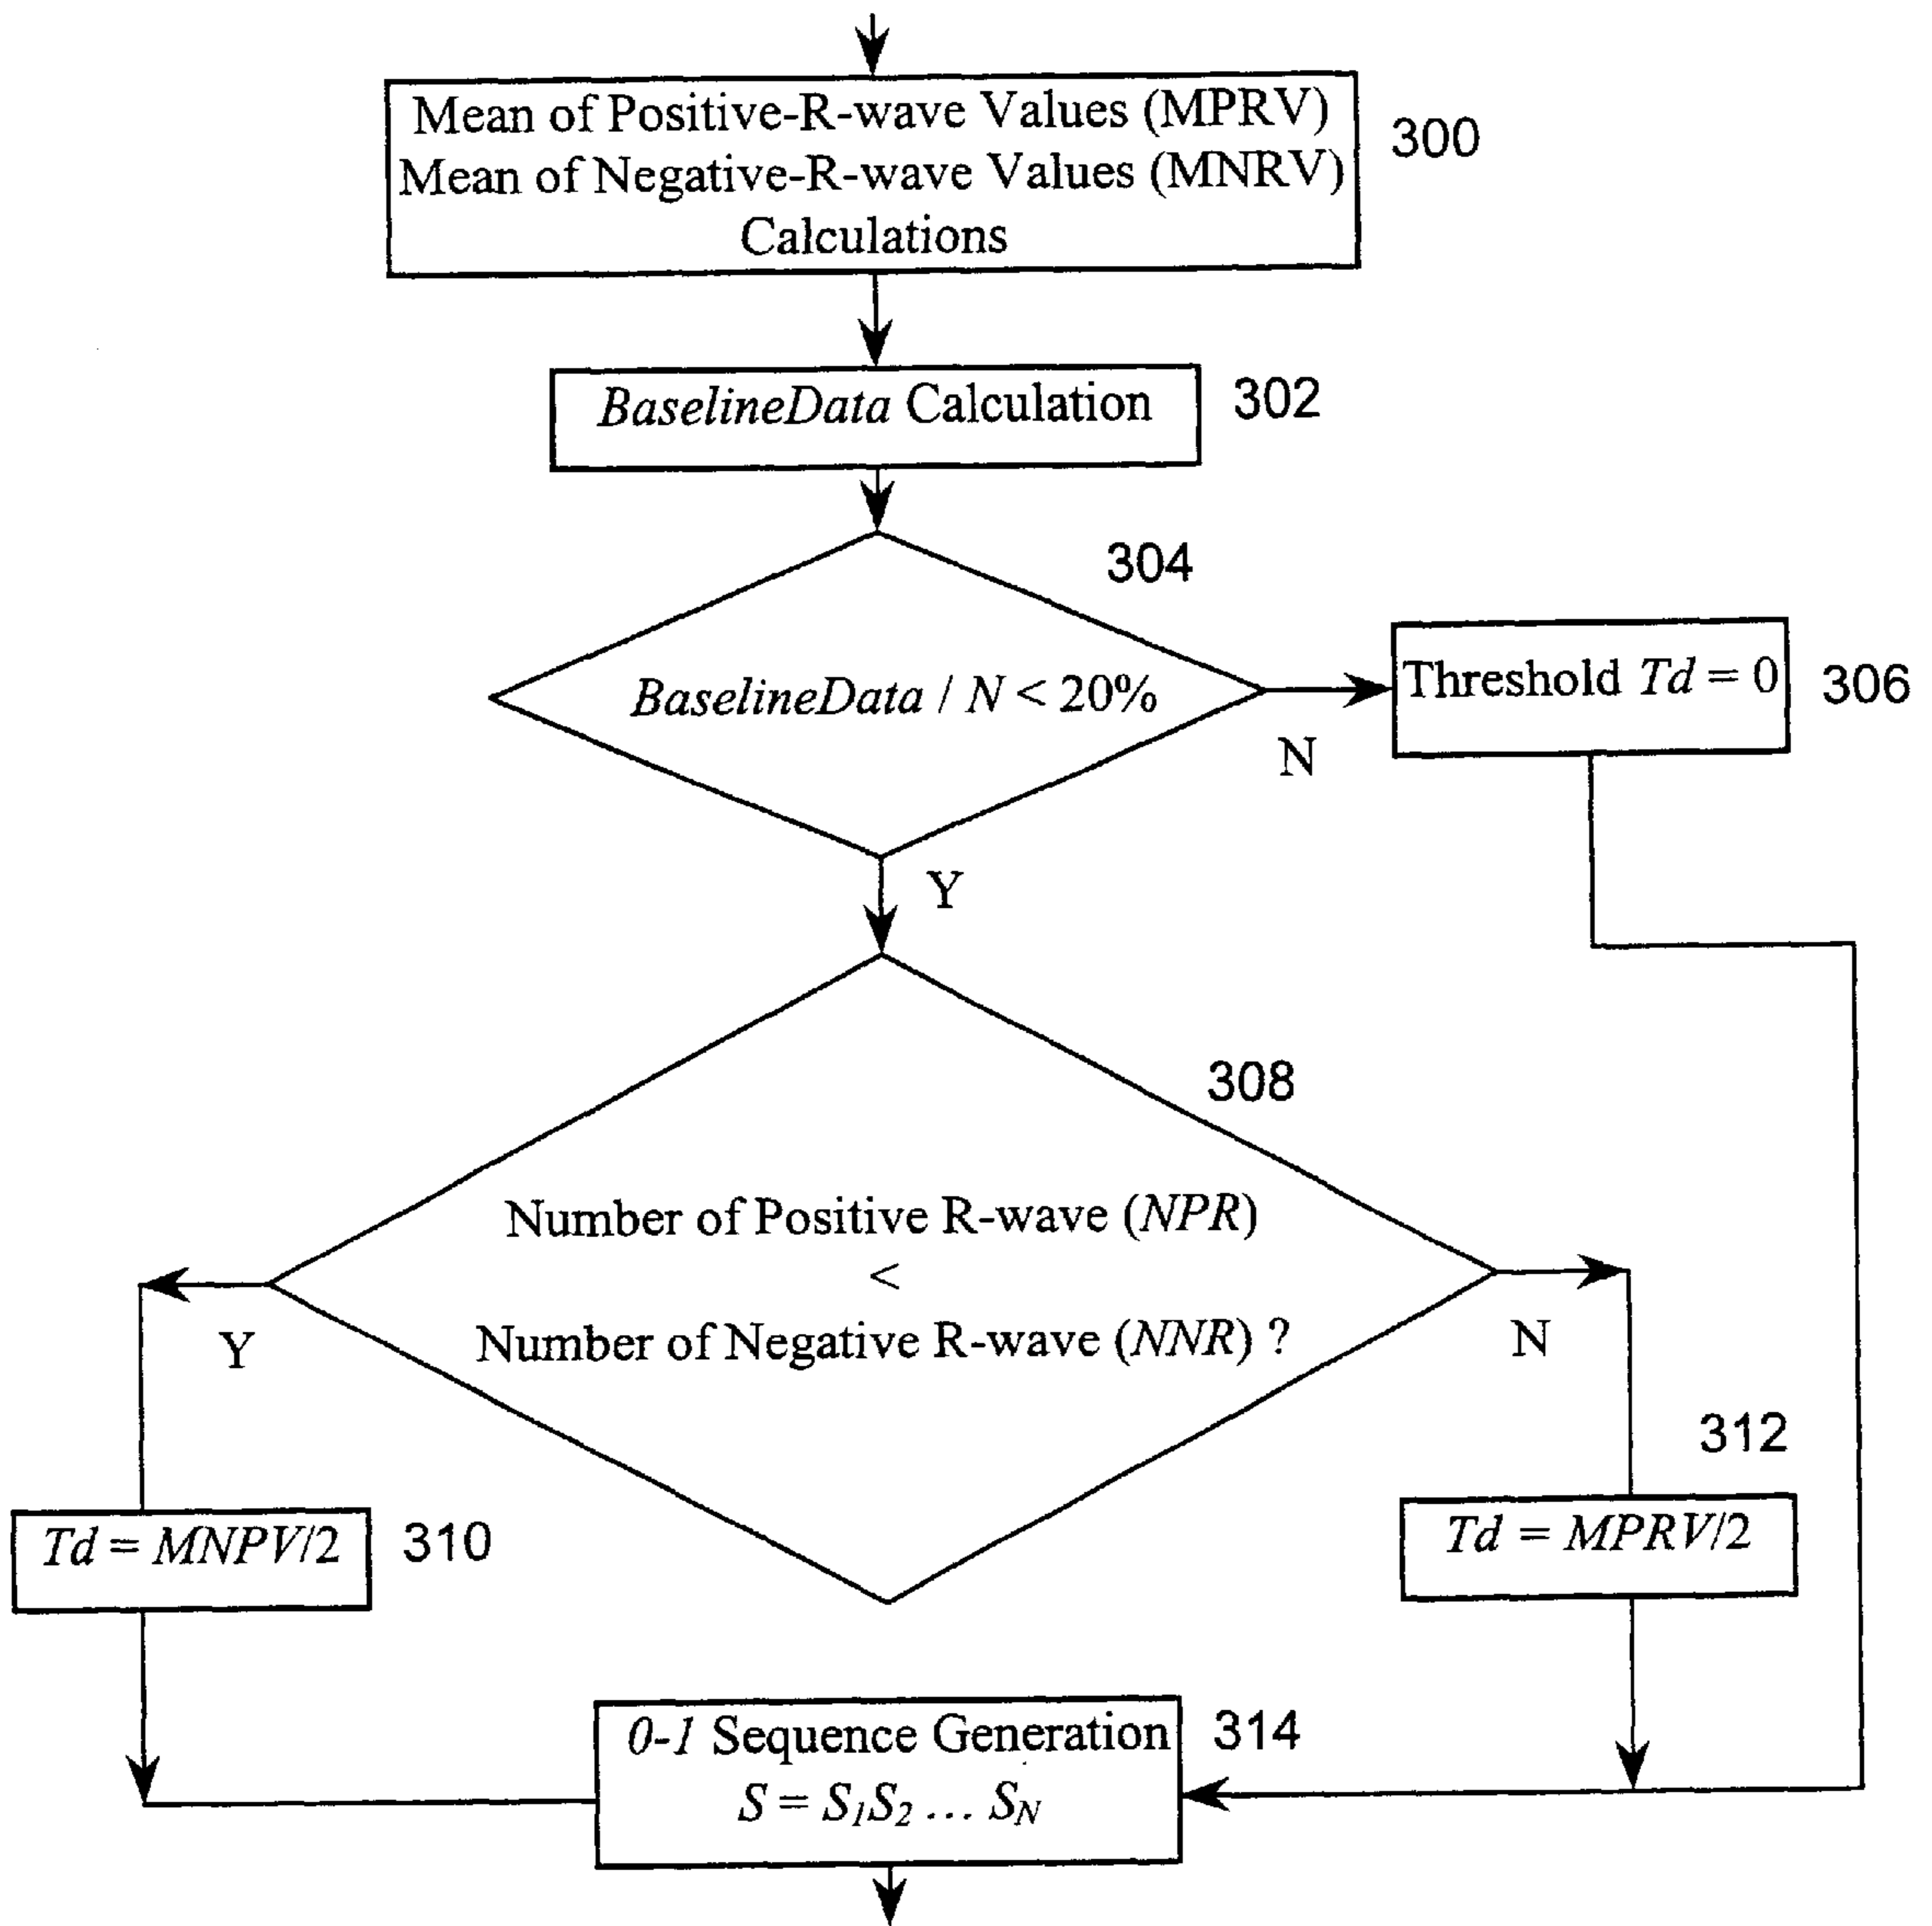 Mean of Positive-R-wave Values (MPRV)
Mean of Negative-R-wave Values (MNRV)
Calculations
300
BaselineData Calculation
302
304
BaselineData / N < 20%
N
Threshold Td = 0
306
Y
308
Number of Positive R-wave (NPR)
<
Number of Negative R-wave (NNR) ?
Y
N
312
Td = MNPV/2
310
Td = MPRV/2
0-1 Sequence Generation
S = S1S2 ... SN
314